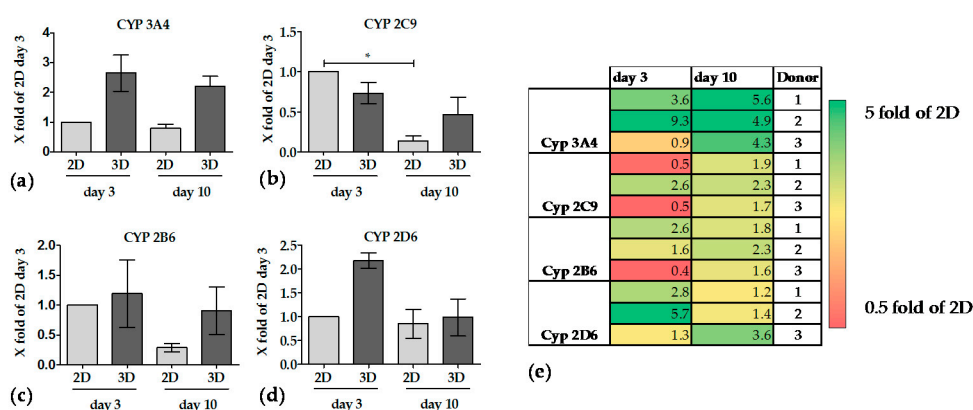 CYP 3A4
X fold of 2D day 3
4
3
2
1
0
2D 3D 2D 3D
day 3 day 10
(a)
CYP 2C9
X fold of 2D day 3
1.5
1.0
0.5
0.0
*
2D 3D 2D 3D
day 3 day 10
(b)
CYP 2B6
X fold of 2D day 3
2.0
1.5
1.0
0.5
0.0
2D 3D 2D 3D
day 3 day 10
(c)
CYP 2D6
X fold of 2D day 3
2.5
2.0
1.5
1.0
0.5
0.0
2D 3D 2D 3D
day 3 day 10
(d)
day 3 day 10 Donor
3.6 5.6 1
9.3 4.9 2
Cyp 3A4 0.9 4.3 3
0.5 1.9 1
2.6 2.3 2
Cyp 2C9 0.5 1.7 3
2.6 1.8 1
1.6 2.3 2
Cyp 2B6 0.4 1.6 3
2.8 1.2 1
5.7 1.4 2
Cyp 2D6 1.3 3.6 3
5 fold of 2D
0.5 fold of 2D
(e)